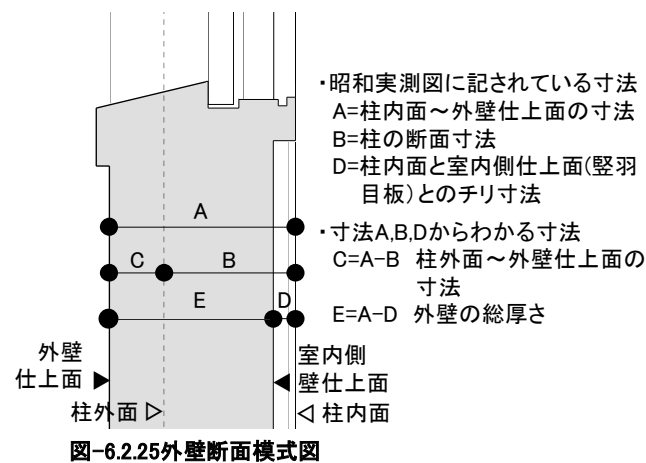 ・昭和実測図に記されている寸法
A=柱内面～外壁仕上面の寸法
B=柱の断面寸法
D=柱内面と室内側仕上面(竪羽
目板)とのチリ寸法
・寸法A,B,Dからわかる寸法
C=A-B 柱外面～外壁仕上面の
寸法
E=A-D 外壁の総厚さ
A
C
B
E
D
外壁
仕上面 ▶
柱外面 ▷
室内側
◀ 壁仕上面
◁ 柱内面
図-6.2.25外壁断面模式図